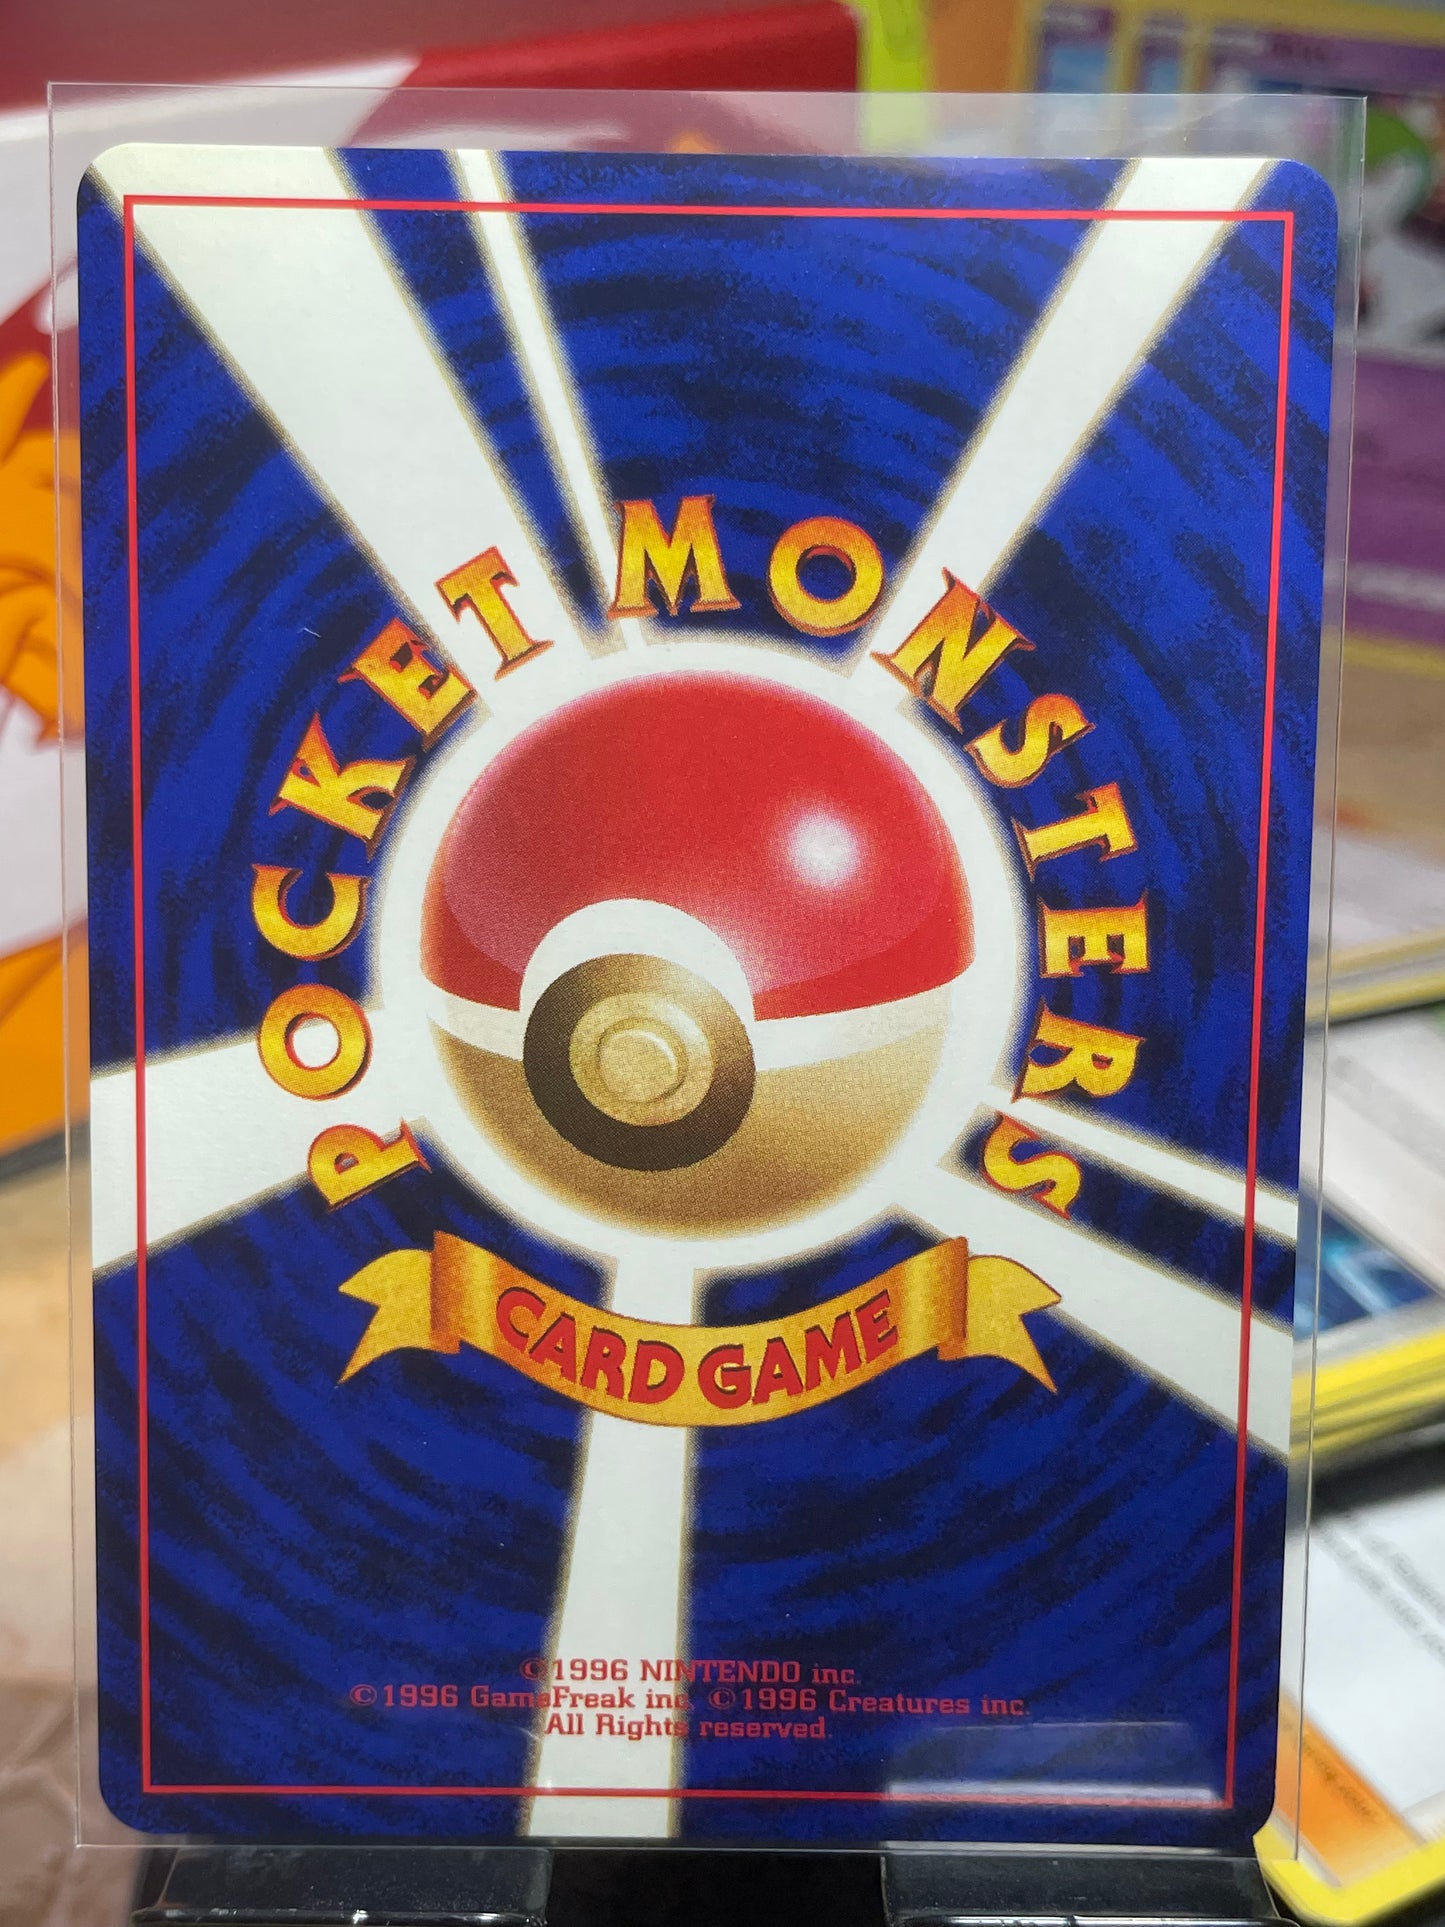 POCKET MONSTERS
CARD GAME
©1996 NINTENDO inc.
©1996 GameFreak inc. ©1996 Creatures inc.
All Rights reserved.